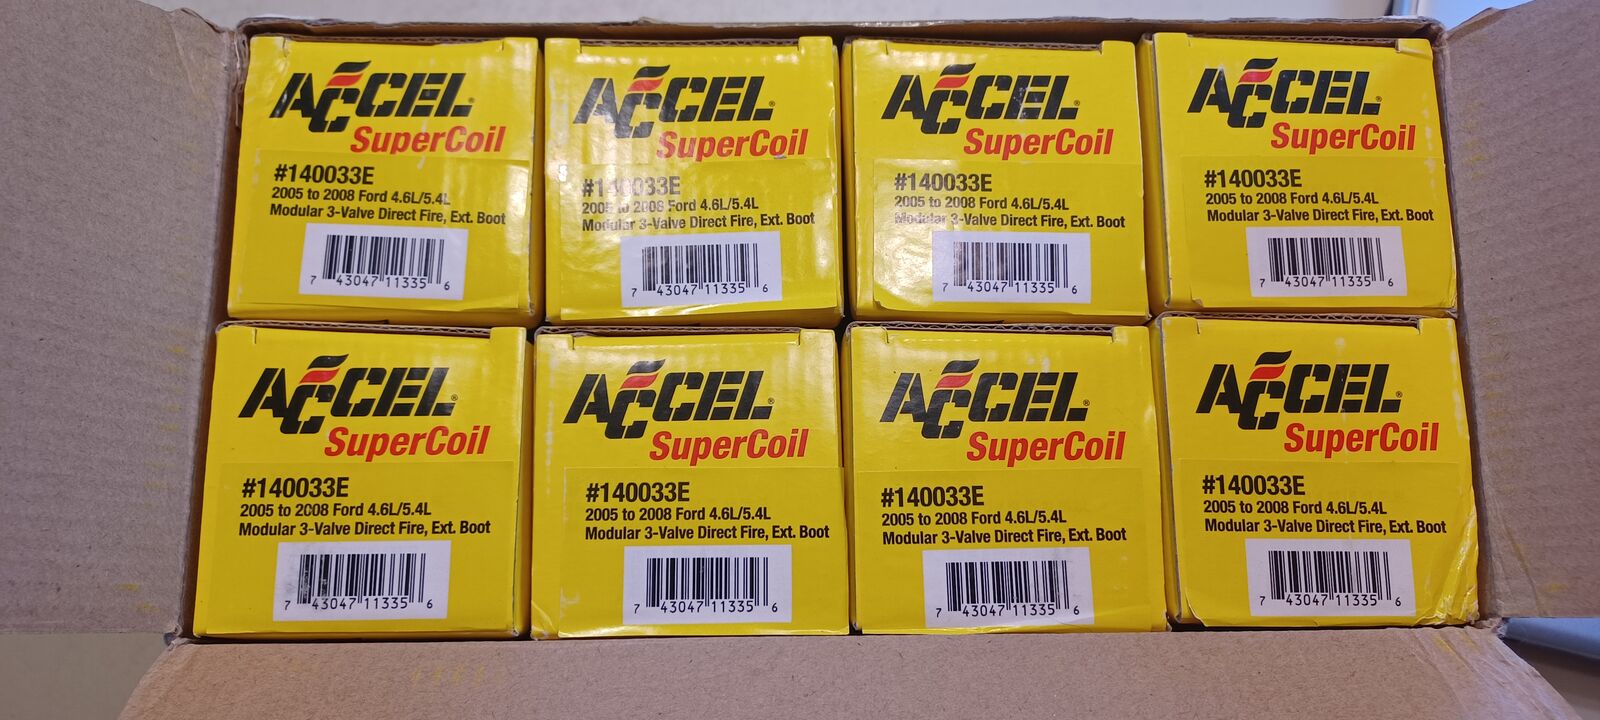 ACCEL®
SuperCoil
#140033E
2005 to 2008 Ford 4.6L/5.4L
Modular 3-Valve Direct Fire, Ext. Boot
7 43047 11335 6
ACCEL®
SuperCoil
#140033E
2005 to 2008 Ford 4.6L/5.4L
Modular 3-Valve Direct Fire, Ext. Boot
7 43047 11335 6
ACCEL®
SuperCoil
#140033E
2005 to 2008 Ford 4.6L/5.4L
Modular 3-Valve Direct Fire, Ext. Boot
7 43047 11335 6
ACCEL®
SuperCoil
#140033E
2005 to 2008 Ford 4.6L/5.4L
Modular 3-Valve Direct Fire, Ext. Boot
7 43047 11335 6
ACCEL®
SuperCoil
#140033E
2005 to 2008 Ford 4.6L/5.4L
Modular 3-Valve Direct Fire, Ext. Boot
7 43047 11335 6
ACCEL®
SuperCoil
#140033E
2005 to 2008 Ford 4.6L/5.4L
Modular 3-Valve Direct Fire, Ext. Boot
7 43047 11335 6
ACCEL®
SuperCoil
#140033E
2005 to 2008 Ford 4.6L/5.4L
Modular 3-Valve Direct Fire, Ext. Boot
7 43047 11335 6
ACCEL®
SuperCoil
#140033E
2005 to 2008 Ford 4.6L/5.4L
Modular 3-Valve Direct Fire, Ext. Boot
7 43047 11335 6